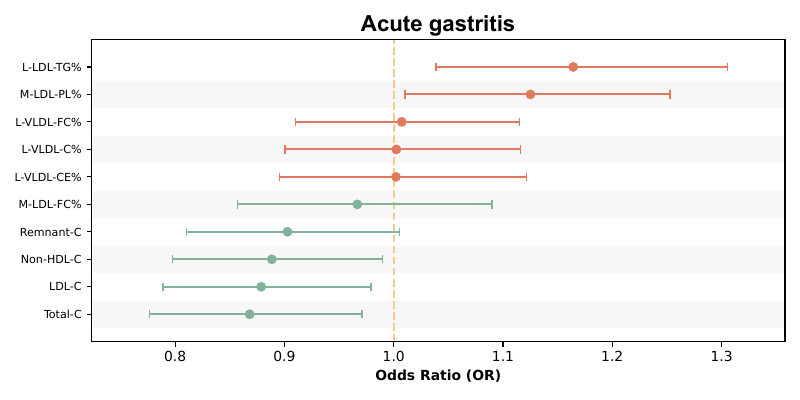 Acute gastritis
L-LDL-TG%
M-LDL-PL%
L-VLDL-FC%
L-VLDL-C%
L-VLDL-CE%
M-LDL-FC%
Remnant-C
Non-HDL-C
LDL-C
Total-C
0.8 0.9 1.0 1.1 1.2 1.3
Odds Ratio (OR)